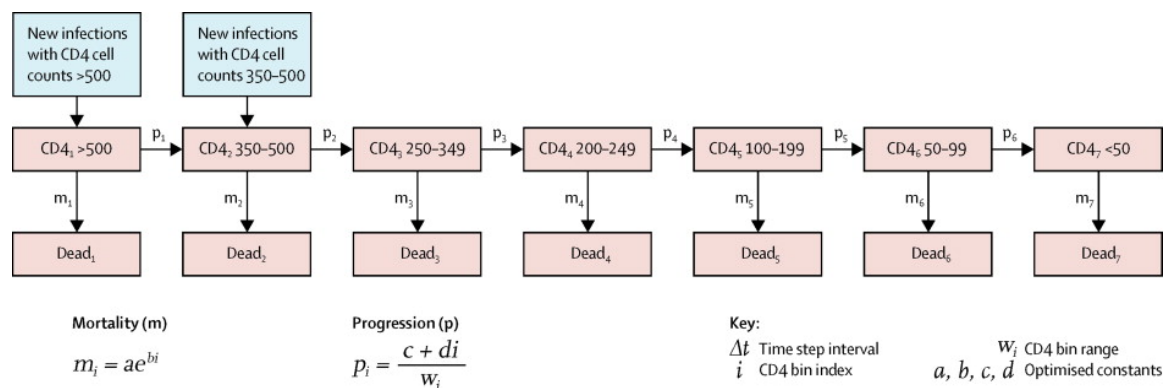 New infections
with CD4 cell
counts >500
New infections
with CD4 cell
counts 350–500
CD4₁ >500
p₁
CD4₂ 350–500
p₂
CD4₃ 250–349
p₃
CD4₄ 200–249
p₄
CD4₅ 100–199
p₅
CD4₆ 50–99
p₆
CD4₇ <50
m₁
m₂
m₃
m₄
m₅
m₆
m₇
Dead₁
Dead₂
Dead₃
Dead₄
Dead₅
Dead₆
Dead₇
Mortality (m)
mᵢ = ae^{bi}
Progression (p)
pᵢ = \frac{c + di}{wᵢ}
Key:
Δt Time step interval
i CD4 bin index
wᵢ CD4 bin range
a, b, c, d Optimised constants